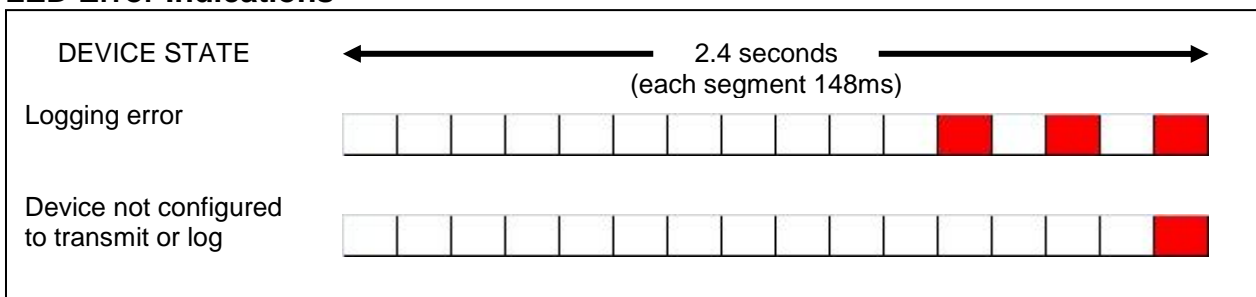 LED Error Indications
DEVICE STATE
2.4 seconds
(each segment 148ms)
Logging error
Device not configured
to transmit or log